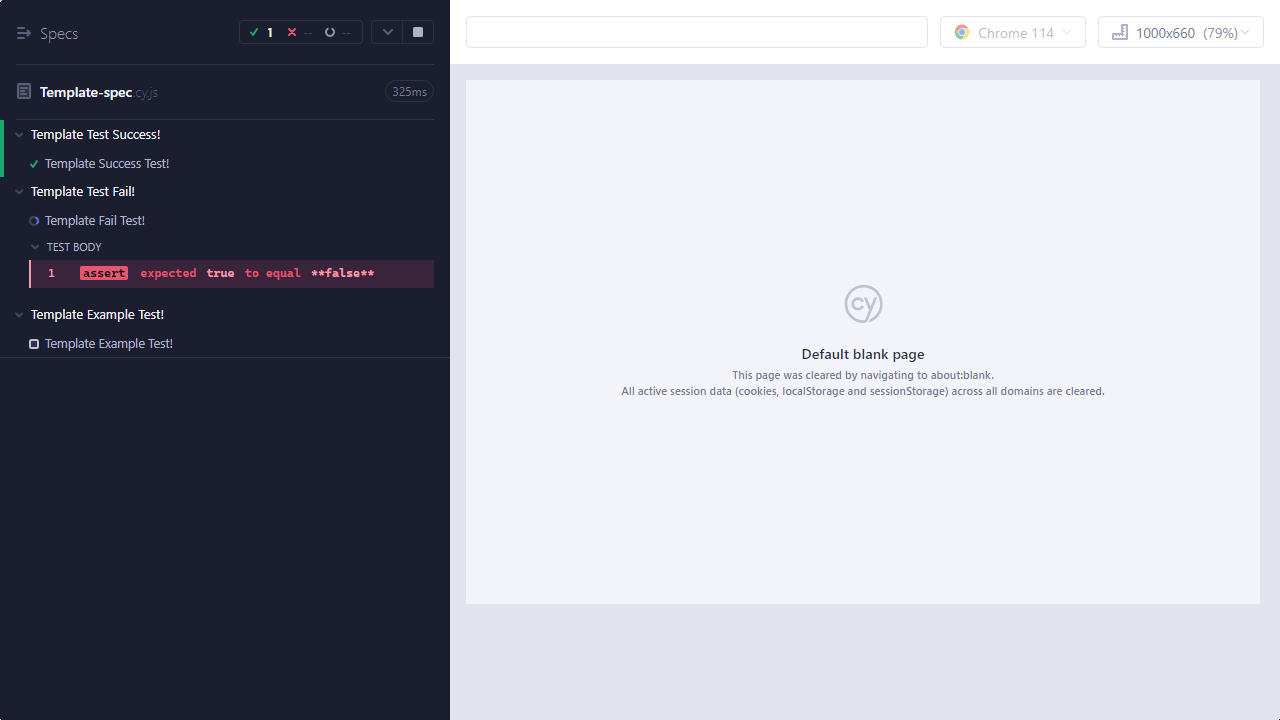 Specs
1 -- --
Template-spec.cy.js
325ms
Template Test Success!
Template Success Test!
Template Test Fail!
Template Fail Test!
TEST BODY
1 assert expected true to equal **false**
Template Example Test!
Template Example Test!
Chrome 114
1000x660 (79%)
cy
Default blank page
This page was cleared by navigating to about:blank.
All active session data (cookies, localStorage and sessionStorage) across all domains are cleared.